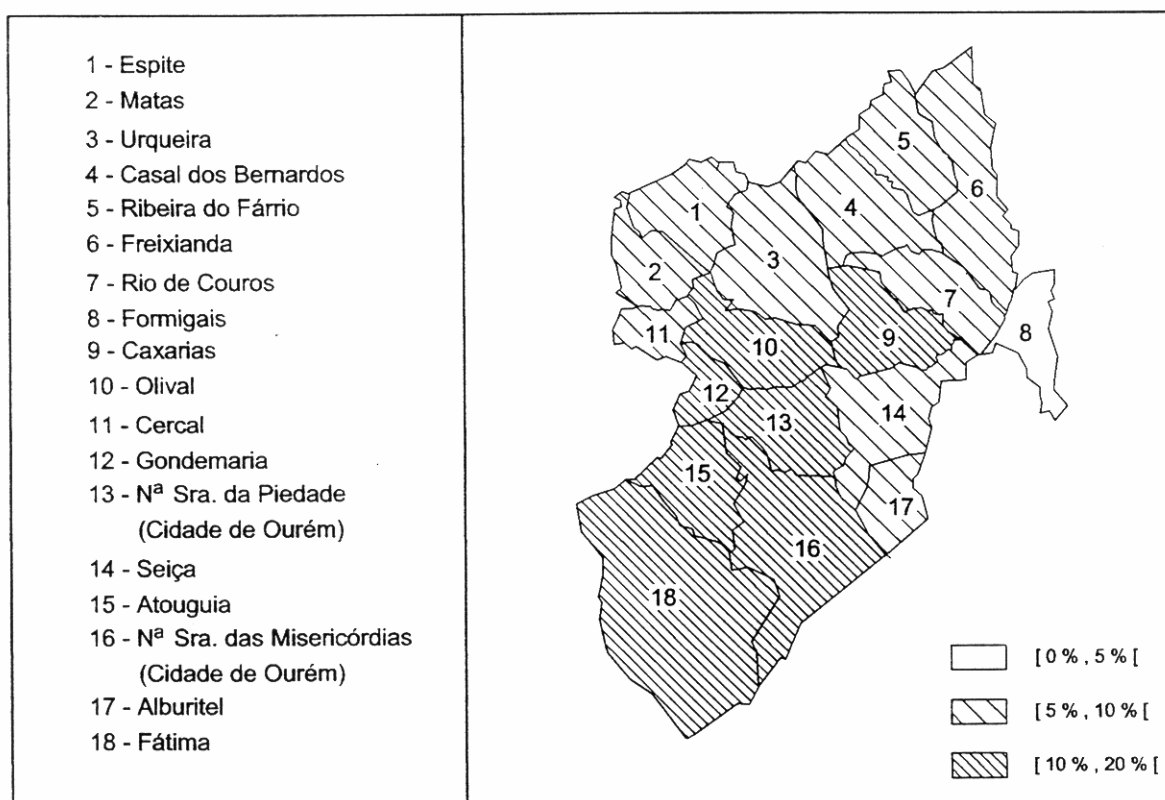 1 - Espite
2 - Matas
3 - Urqueira
4 - Casal dos Bernardos
5 - Ribeira do Fárrio
6 - Freixianda
7 - Rio de Couros
8 - Formigais
9 - Caxarias
10 - Olival
11 - Cercal
12 - Gondemaria
13 - Nª Sra. da Piedade
(Cidade de Ourém)
14 - Seiça
15 - Atouguia
16 - Nª Sra. das Misericórdias
(Cidade de Ourém)
17 - Alburitel
18 - Fátima
5
6
1
4
3
2
7
8
11
10
9
12
13
14
15
17
16
18
[ 0 % , 5 % [
[ 5 % , 10 % [
[ 10 % , 20 % [